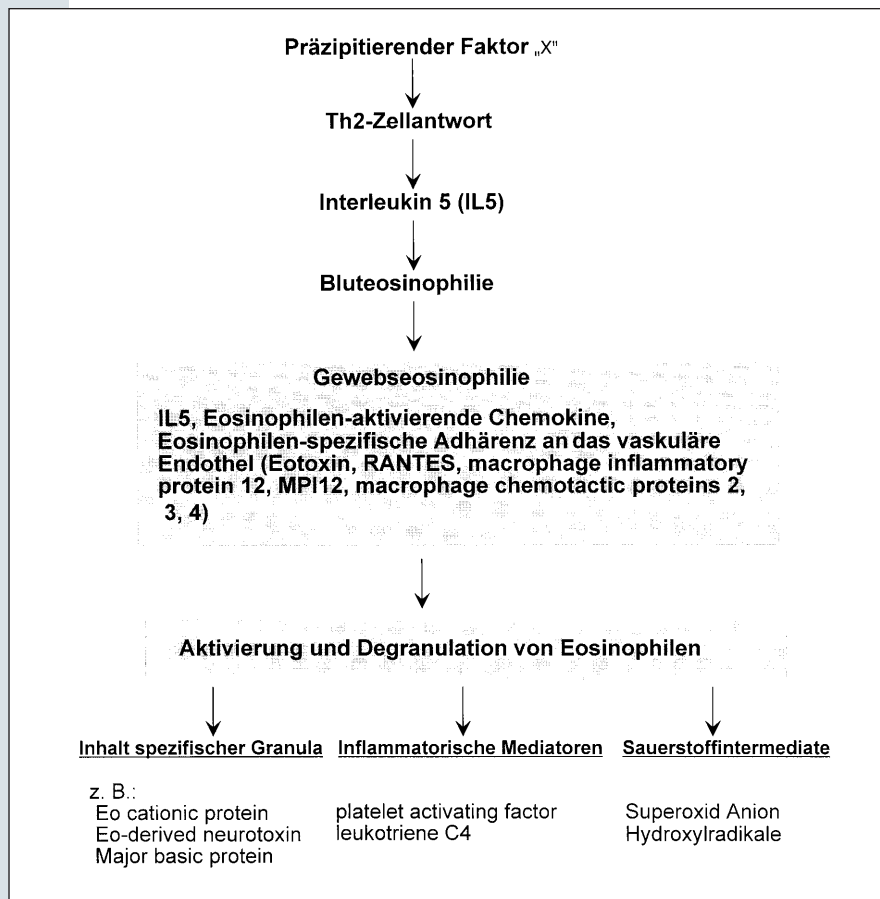 Präzipitierender Faktor „X"
Th2-Zellantwort
Interleukin 5 (IL5)
Bluteosinophilie
Gewebseosinophilie
IL5, Eosinophilen-aktivierende Chemokine,
Eosinophilen-spezifische Adhärenz an das vaskuläre
Endothel (Eotoxin, RANTES, macrophage inflammatory
protein 12, MPI12, macrophage chemotactic proteins 2,
3, 4)
Aktivierung und Degranulation von Eosinophilen
Inhalt spezifischer Granula
z. B.:
Eo cationic protein
Eo-derived neurotoxin
Major basic protein
Inflammatorische Mediatoren
platelet activating factor
leukotriene C4
Sauerstoffintermediate
Superoxid Anion
Hydroxylradikale